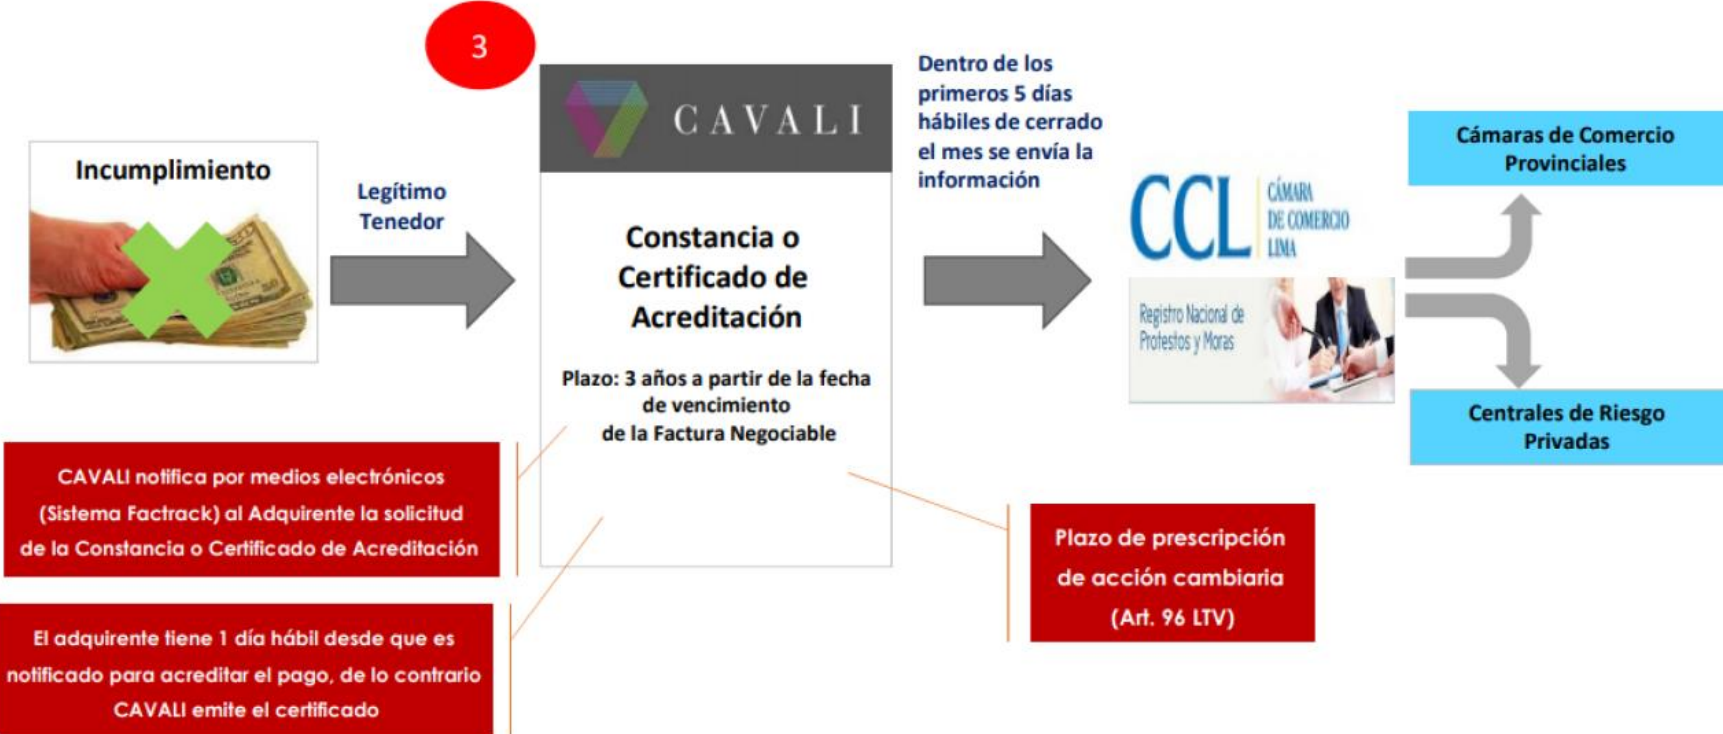 3
Incumplimiento
Legítimo
Tenedor
CAVALI
Constancia o
Certificado de
Acreditación
Plazo: 3 años a partir de la fecha
de vencimiento
de la Factura Negociable
Dentro de los
primeros 5 días
hábiles de cerrado
el mes se envía la
información
CCL
CÁMARA
DE COMERCIO
LIMA
Registro Nacional de
Protestos y Moras
Cámaras de Comercio
Provinciales
Centrales de Riesgo
Privadas
CAVALI notifica por medios electrónicos
(Sistema Factrack) al Adquirente la solicitud
de la Constancia o Certificado de Acreditación
El adquirente tiene 1 día hábil desde que es
notificado para acreditar el pago, de lo contrario
CAVALI emite el certificado
Plazo de prescripción
de acción cambiaria
(Art. 96 LTV)